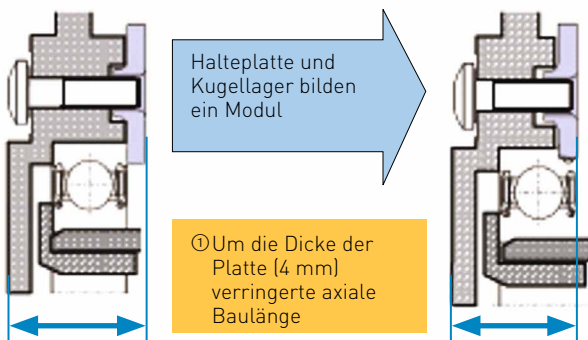 Halteplatte und
Kugellager bilden
ein Modul
①Um die Dicke der
Platte (4 mm)
verringerte axiale
Baulänge